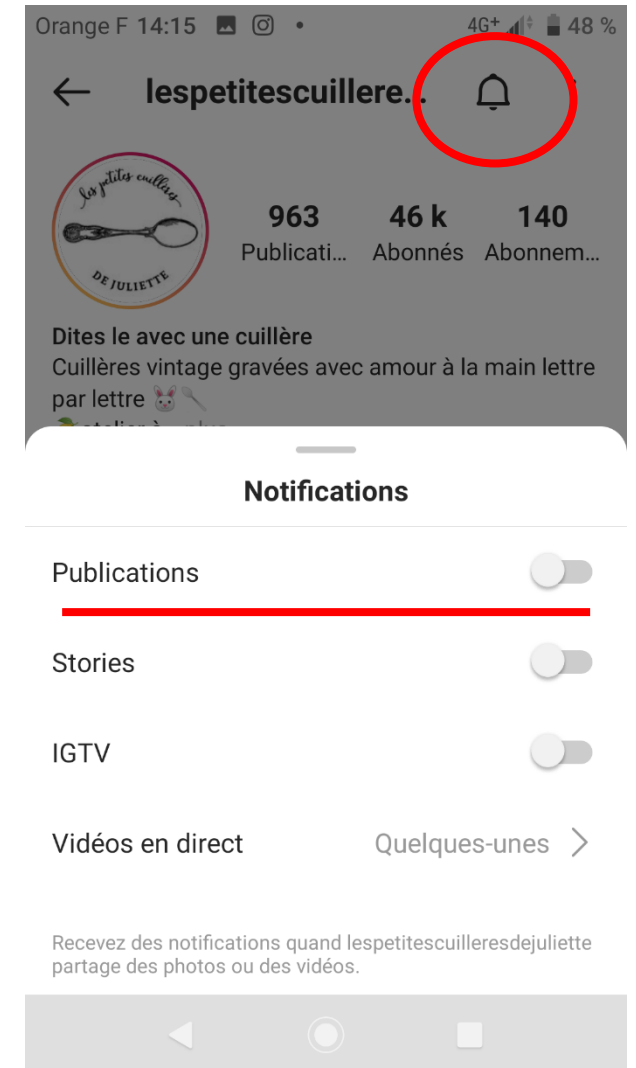 Orange F 14:15 4G+ 48 %
lespetitescuillere...
les petites cuillères
DE JULIETTE
963 46 k 140
Publicati... Abonnés Abonnem...
Dites le avec une cuillère
Cuillères vintage gravées avec amour à la main lettre
par lettre 🐰🥄
Notifications
Publications
Stories
IGTV
Vidéos en direct Quelques-unes
Recevez des notifications quand lespetitescuilleresdejuliette
partage des photos ou des vidéos.